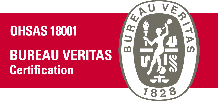 OHSAS 18001
BUREAU VERITAS
Certification
BUREAU VERITAS
1828